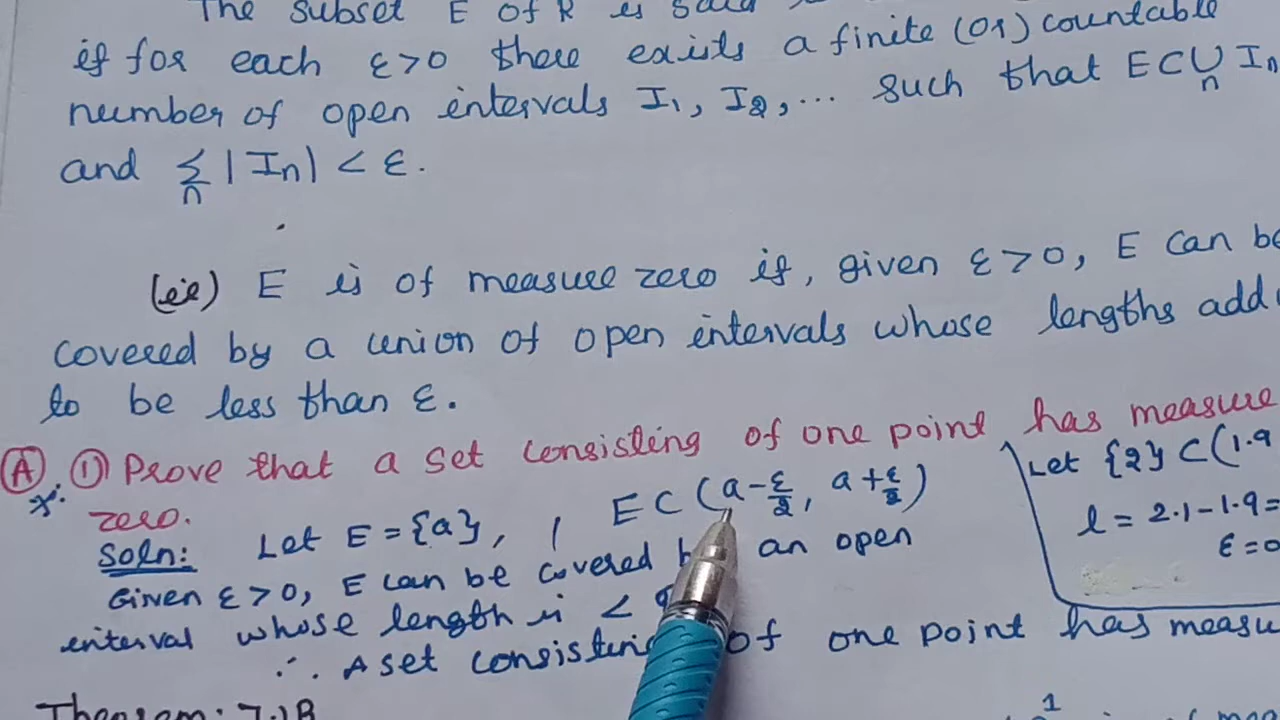 The subset E of R is said
if for each ε>0 there exists a finite (or) countable
number of open intervals I₁, I₂, ... such that E⊂∪ₙ Iₙ
and ∑ₙ |Iₙ| < ε.
(ie) E is of measure zero if, given ε>0, E can be
covered by a union of open intervals whose lengths add
to be less than ε.
Ⓐ ① Prove that a set consisting of one point has measure
zero.
Let {2} ⊂ (1.9
l = 2.1-1.9=
ε=0
Soln: Let E = {a}, E ⊂ (a-ε/2, a+ε/2)
Given ε>0, E can be covered an open
interval whose length is <
∴ A set consisting of one point has measu
Theorem: 7.1B
1